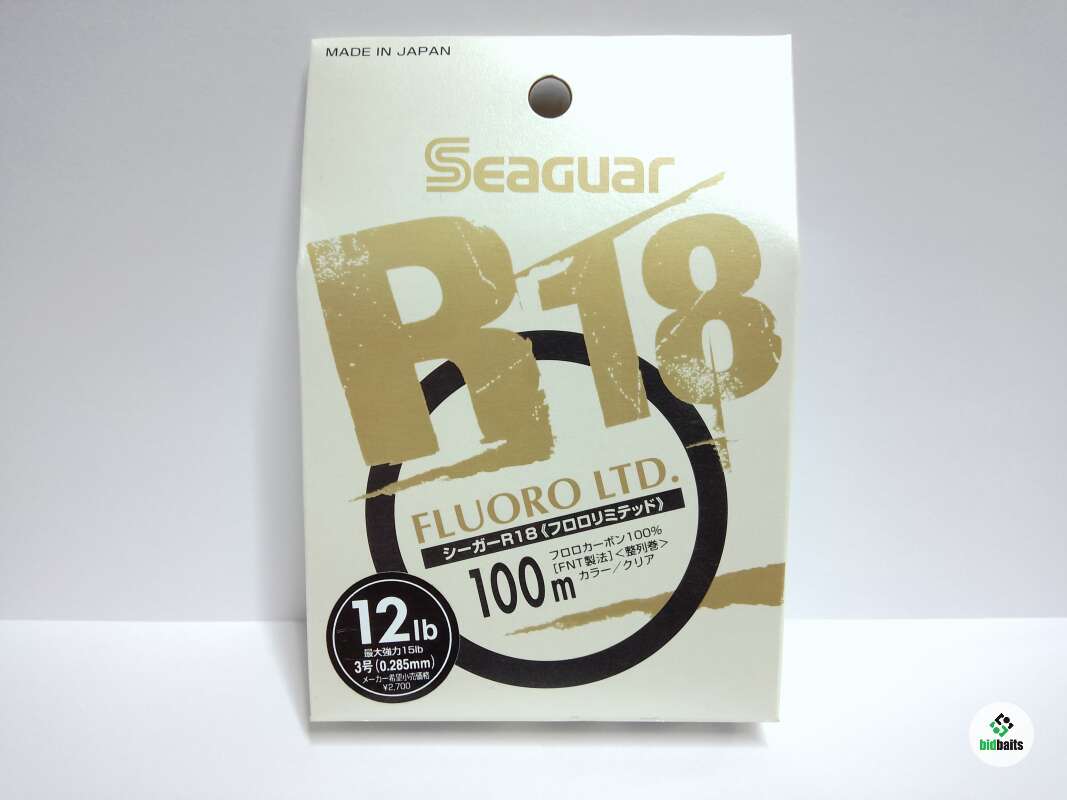 MADE IN JAPAN
Seaguar
R18
FLUORO LTD.
シーガーR18《フロロリミテッド》
100m
フロロカーボン100%
[FNT製法]<整列巻>
カラー/クリア
12lb
最大強力15lb
3号(0.285mm)
メーカー希望小売価格
¥2,700
bidbaits